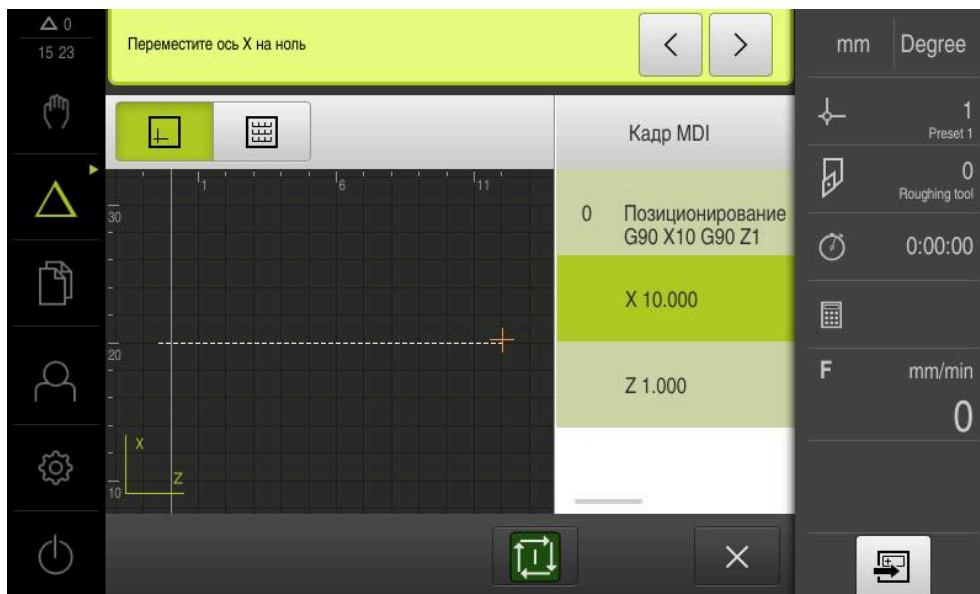 0
15 23
Переместите ось X на ноль
mm Degree
1
Preset 1
0
Roughing tool
0:00:00
F mm/min
0
Кадр MDI
0 Позиционирование
G90 X10 G90 Z1
X 10.000
Z 1.000
1 6 11
30
20
10
X
Z